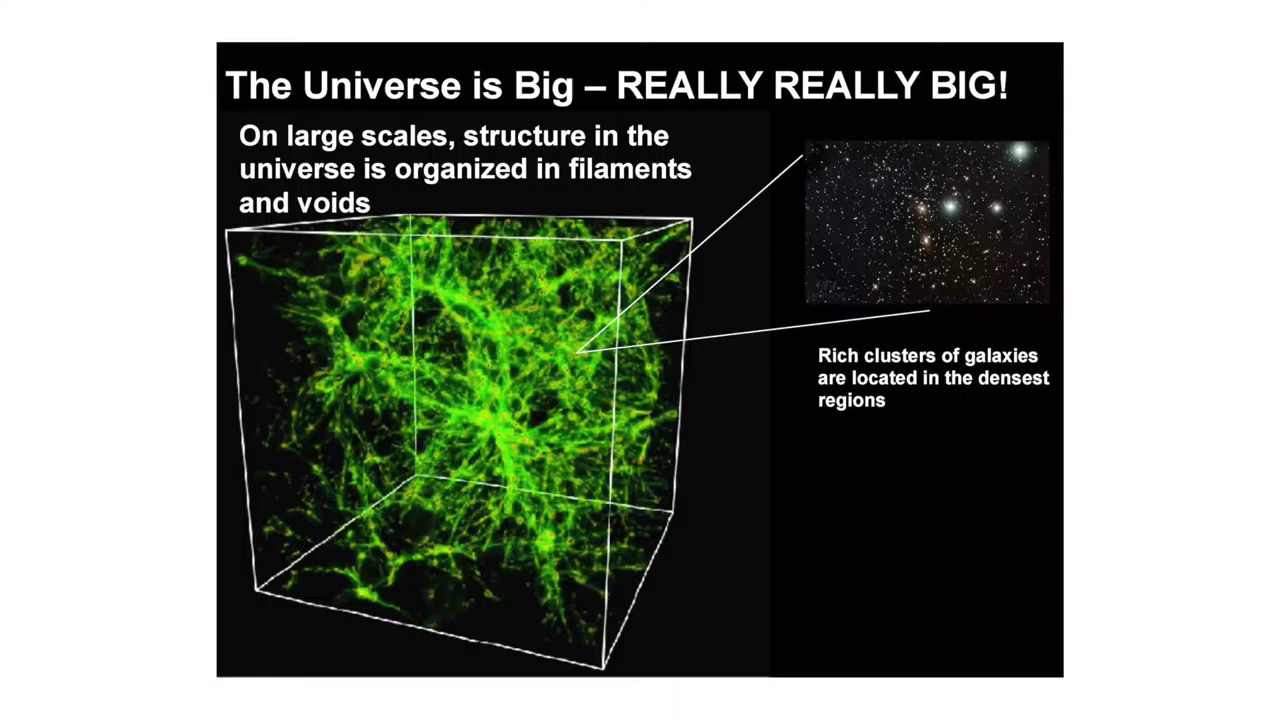 The Universe is Big – REALLY REALLY BIG!
On large scales, structure in the
universe is organized in filaments
and voids
Rich clusters of galaxies
are located in the densest
regions